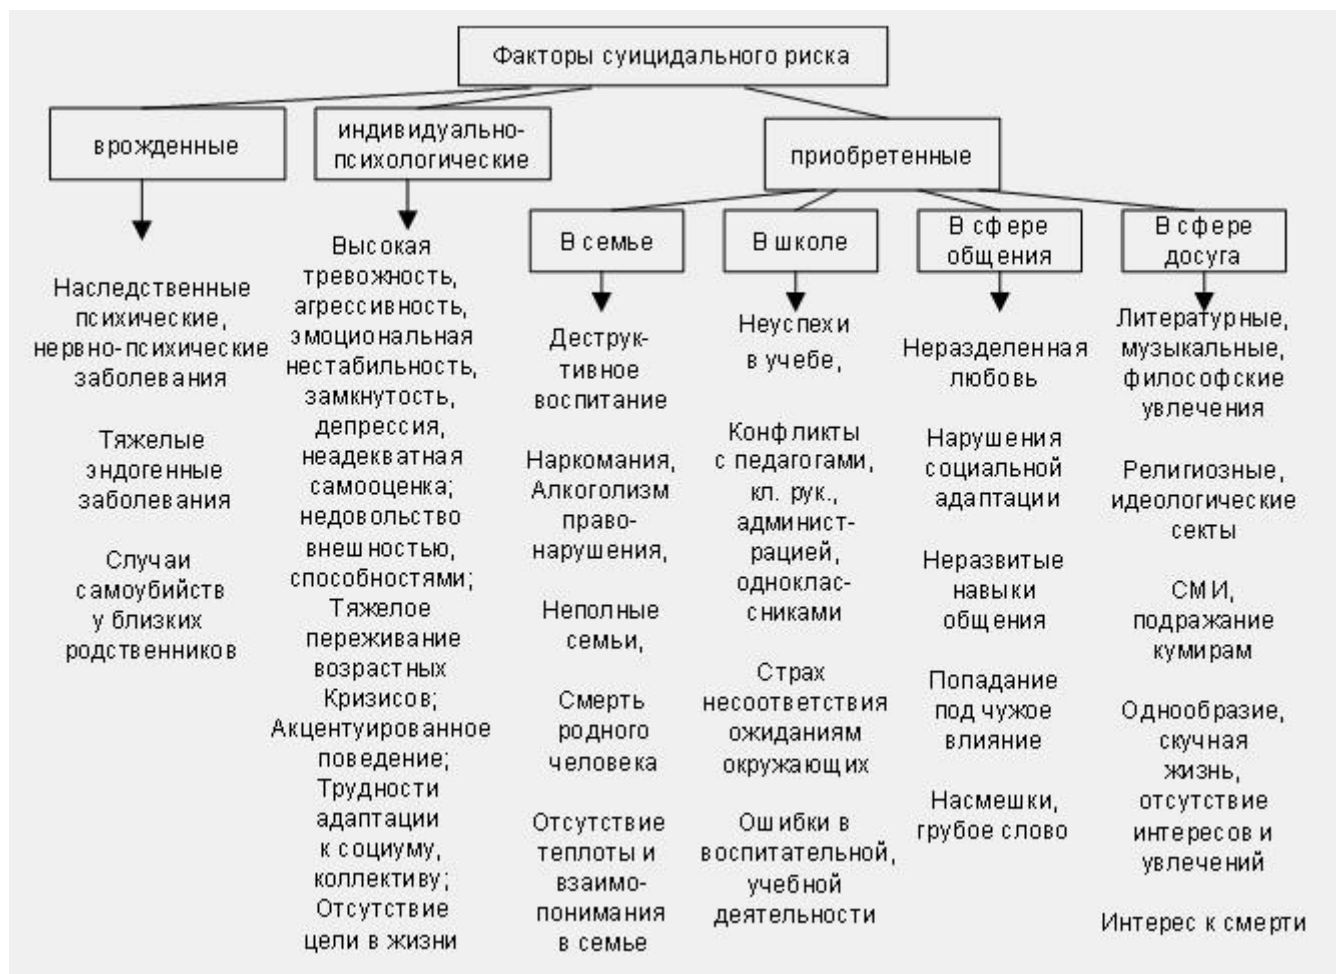 Факторы суицидального риска
врожденные
Наследственные
психические,
нервно-психические
заболевания
Тяжелые
эндогенные
заболевания
Случаи
самоубийств
у близких
родственников
индивидуально-
психологические
Высокая
тревожность,
агрессивность,
эмоциональная
нестабильность,
замкнутость,
депрессия,
неадекватная
самооценка;
недовольство
внешностью,
способностями;
Тяжелое
переживание
возрастных
Кризисов;
Акцентуированное
поведение;
Трудности
адаптации
к социуму,
коллективу;
Отсутствие
цели в жизни
приобретенные
В семье
Деструк-
тивное
воспитание
Наркомания,
Алкоголизм
право-
нарушения,
Неполные
семьи,
Смерть
родного
человека
Отсутствие
теплоты и
взаимо-
понимания
в семье
В школе
Неуспехи
в учебе,
Конфликты
с педагогами,
кл. рук.,
админист-
рацией,
одноклас-
сниками
Страх
несоответствия
ожиданиям
окружающих
Ошибки в
воспитательной,
учебной
деятельности
В сфере
общения
Неразделенная
любовь
Нарушения
социальной
адаптации
Неразвитые
навыки
общения
Попадание
под чужое
влияние
Насмешки,
грубое слово
В сфере
досуга
Литературные,
музыкальные,
философские
увлечения
Религиозные,
идеологические
секты
СМИ,
подражание
кумирам
Однообразие,
скучная
жизнь,
отсутствие
интересов и
увлечений
Интерес к смерти